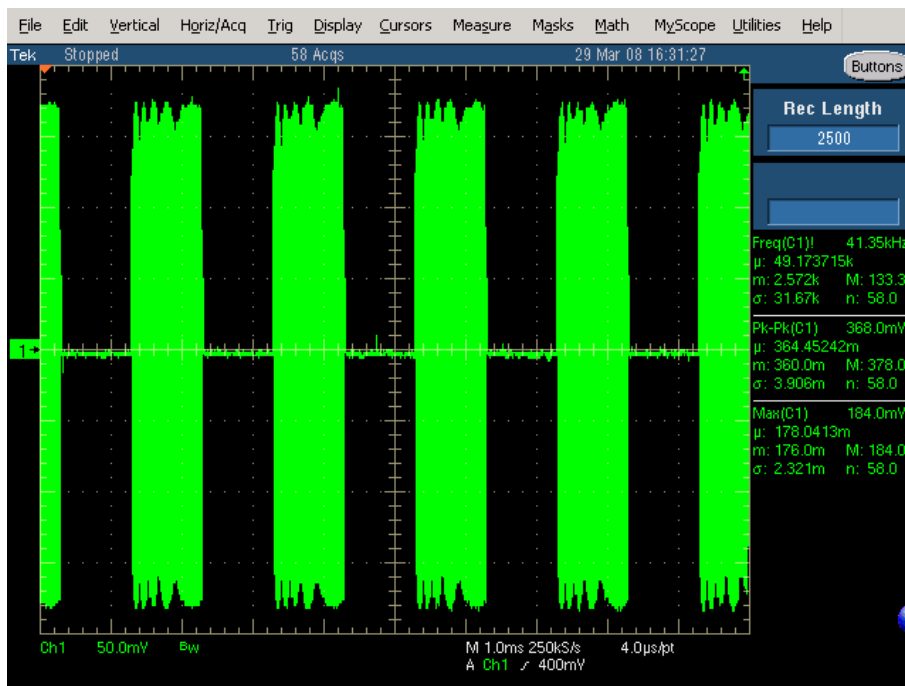 File Edit Vertical Horiz/Acq Trig Display Cursors Measure Masks Math MyScope Utilities Help
Tek Stopped 58 Acqs 29 Mar 08 16:31:27
Buttons
Rec Length
2500
Freq(C1)! 41.35kHz
µ: 49.173715k
m: 2.572k M: 133.3
σ: 31.67k n: 58.0
Pk-Pk(C1) 368.0mV
µ: 364.45242m
m: 360.0m M: 378.0
σ: 3.906m n: 58.0
Max(C1) 184.0mV
µ: 178.0413m
m: 176.0m M: 184.0
σ: 2.321m n: 58.0
1
Ch1 50.0mV Bw
M 1.0ms 250kS/s 4.0µs/pt
A Ch1 400mV